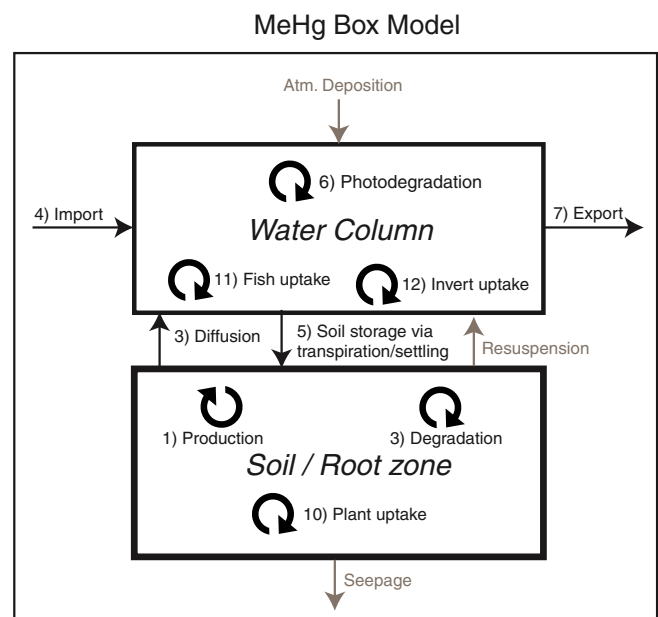 MeHg Box Model
Atm. Deposition
6) Photodegradation
4) Import
7) Export
Water Column
11) Fish uptake
12) Invert uptake
3) Diffusion
5) Soil storage via
transpiration/settling
Resuspension
1) Production
3) Degradation
Soil / Root zone
10) Plant uptake
Seepage